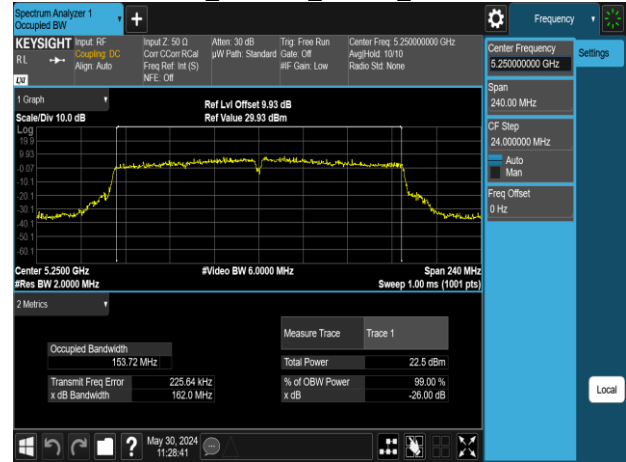 Spectrum Analyzer 1
Occupied BW
Frequency
KEYSIGHT Input: RF Input Z: 50 Ω Atten: 30 dB Trig: Free Run Center Freq: 5.250000000 GHz
RL Coupling: DC Corr CCorr RCal µW Path: Standard Gate: Off Avg|Hold: 10/10
Align: Auto Freq Ref: Int (S) #IF Gain: Low Radio Std: None
LXI NFE: Off
Center Frequency
5.250000000 GHz
Settings
Span
240.00 MHz
CF Step
24.000000 MHz
Auto
Man
Freq Offset
0 Hz
1 Graph
Ref Lvl Offset 9.93 dB
Scale/Div 10.0 dB Ref Value 29.93 dBm
Log
19.9
9.93
-0.07
-10.1
-20.1
-30.1
-40.1
-50.1
-60.1
Center 5.2500 GHz #Video BW 6.0000 MHz Span 240 MHz
#Res BW 2.0000 MHz Sweep 1.00 ms (1001 pts)
2 Metrics
Measure Trace Trace 1
Occupied Bandwidth
153.72 MHz Total Power 22.5 dBm
Transmit Freq Error 225.64 kHz % of OBW Power 99.00 %
x dB Bandwidth 162.0 MHz x dB -26.00 dB
Local
May 30, 2024
11:28:41